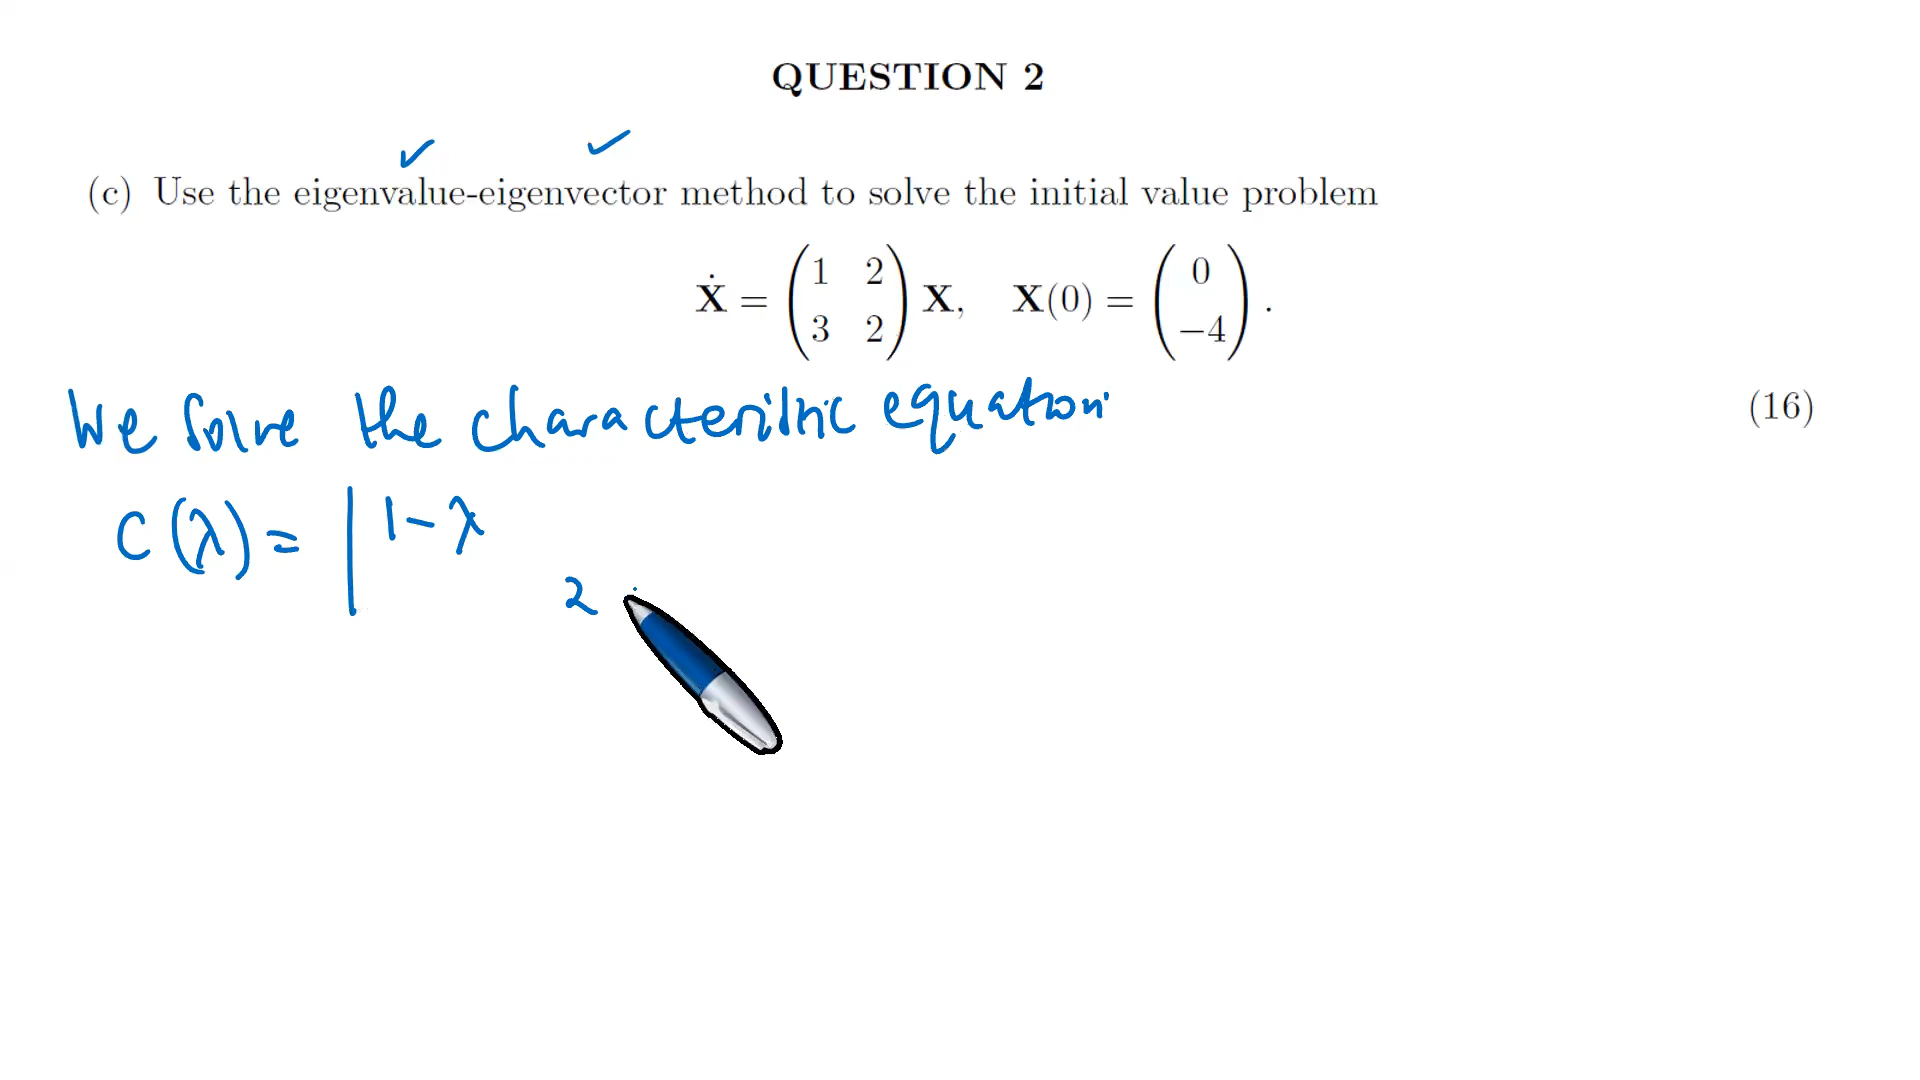 QUESTION 2
(c) Use the eigenvalue-eigenvector method to solve the initial value problem
Ẋ = (1 2
3 2) X, X(0) = (0
−4).
We solve the characteristic equation
(16)
C(λ) = | 1-λ
2